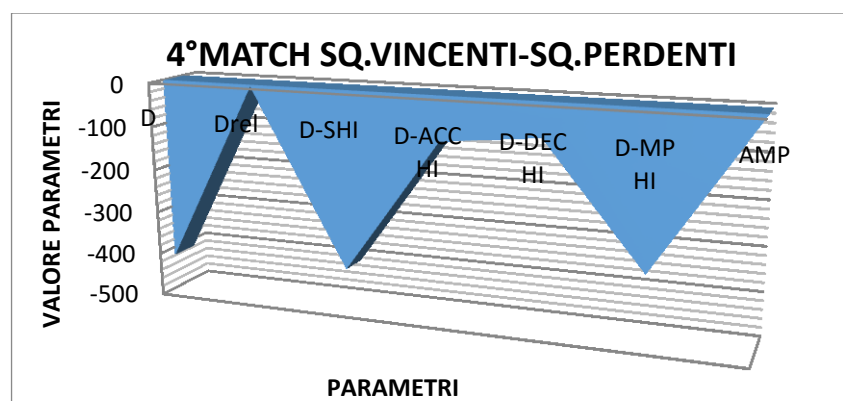 4°MATCH SQ.VINCENTI-SQ.PERDENTI
VALORE PARAMETRI
0
-100
-200
-300
-400
-500
D
Drel
D-SHI
D-ACC
HI
D-DEC
HI
D-MP
HI
AMP
PARAMETRI